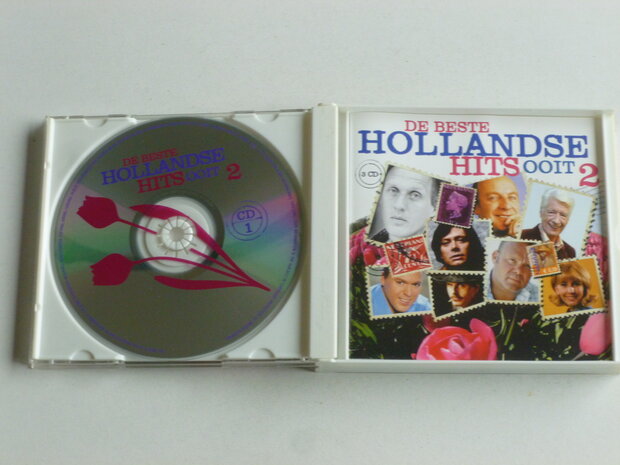 DE BESTE
HOLLANDSE
HITS OOIT 2
CD
1
DE BESTE
HOLLANDSE
HITS OOIT 2
3 CD